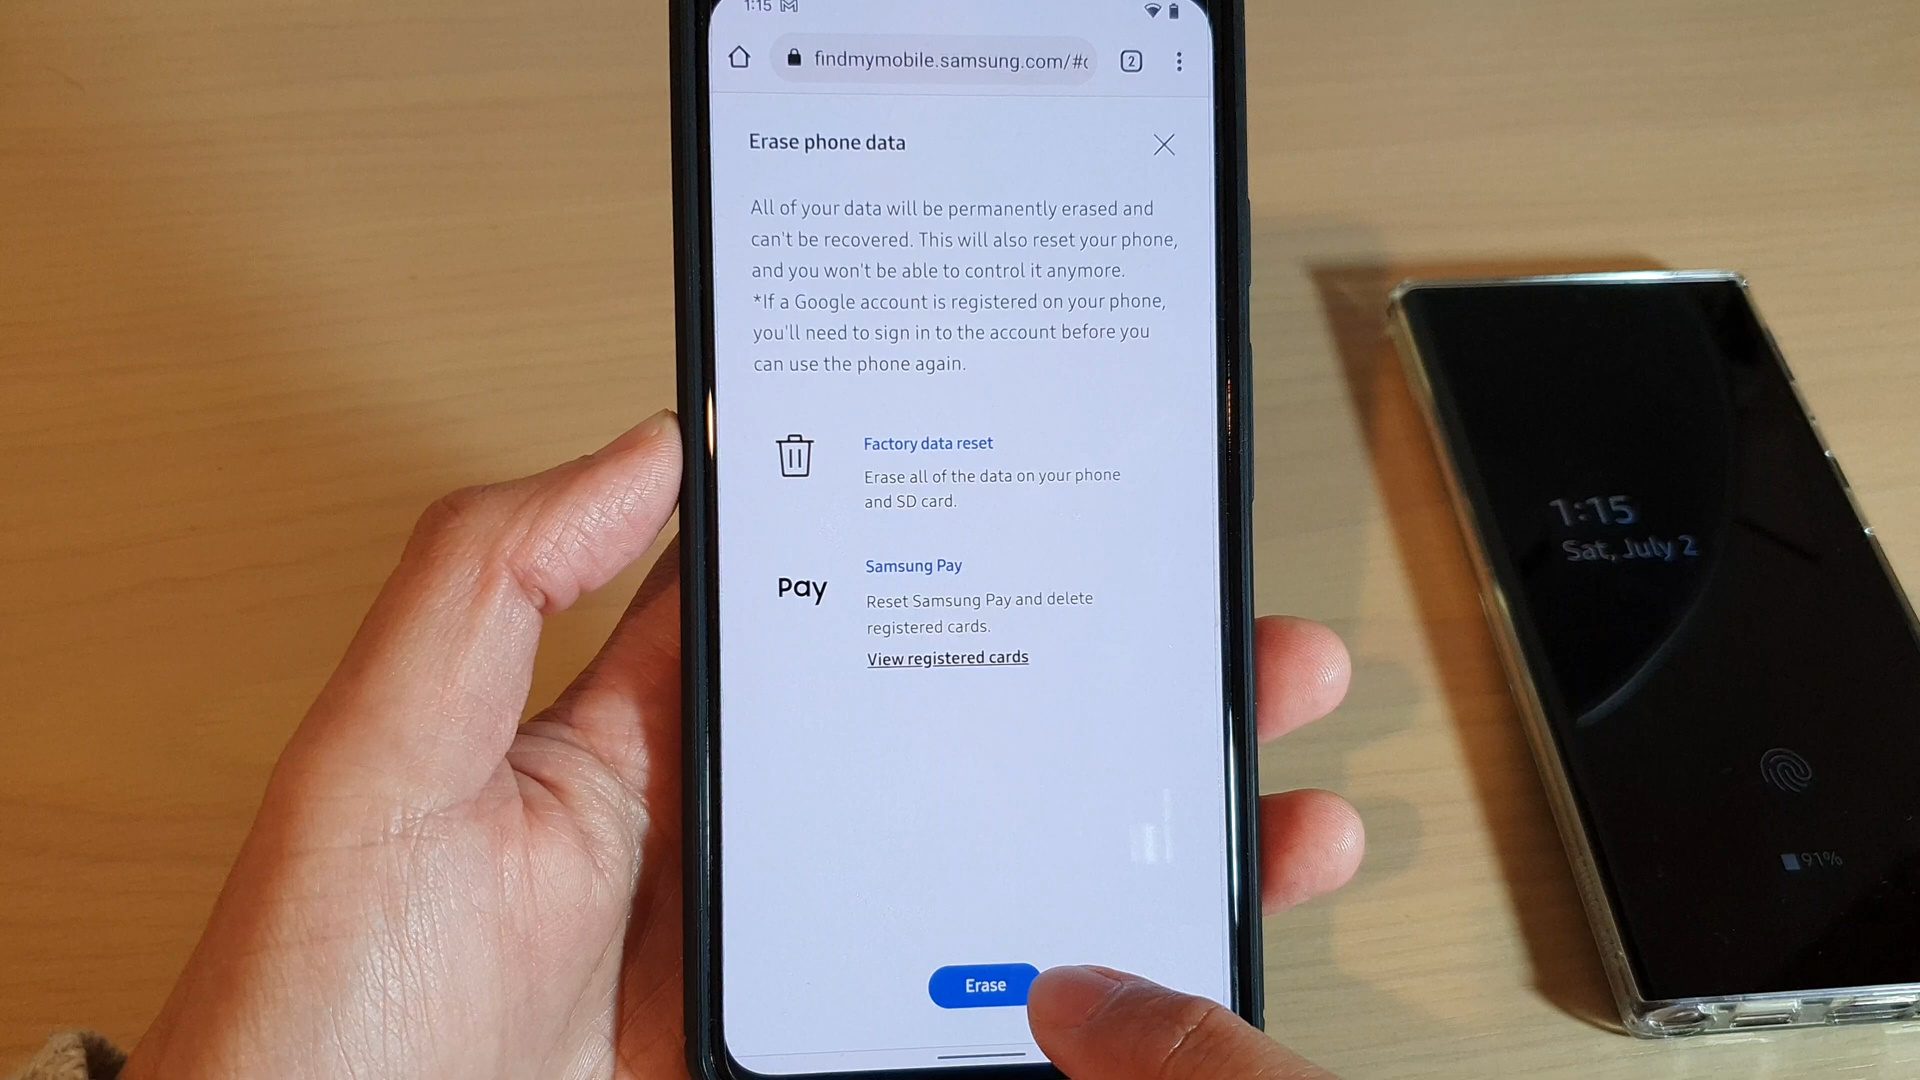 1:15
findmymobile.samsung.com/#
2
Erase phone data
All of your data will be permanently erased and
can't be recovered. This will also reset your phone,
and you won't be able to control it anymore.
*If a Google account is registered on your phone,
you'll need to sign in to the account before you
can use the phone again.
Factory data reset
Erase all of the data on your phone
and SD card.
Pay
Samsung Pay
Reset Samsung Pay and delete
registered cards.
View registered cards
Erase
1:15
Sat, July 2
91%